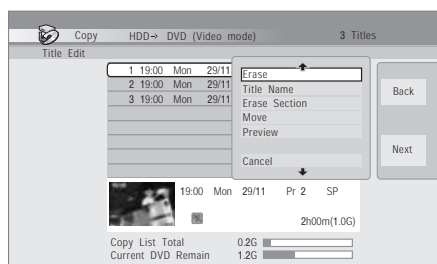 Copy HDD→ DVD (Video mode) 3 Titles
Title Edit
1 19:00 Mon 29/11
2 19:00 Mon 29/11
3 19:00 Mon 29/11
Erase
Title Name
Erase Section
Move
Preview
Cancel
Back
Next
19:00 Mon 29/11 Pr 2 SP
2h00m(1.0G)
Copy List Total 0.2G
Current DVD Remain 1.2G